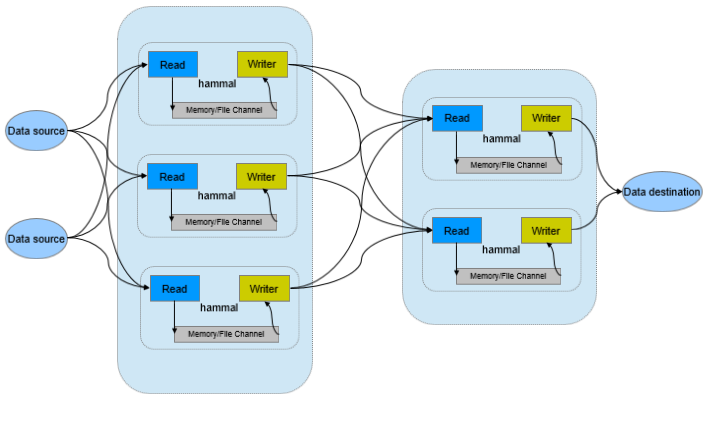 Read
Writer
hammal
Memory/File Channel
Data source
Read
Writer
hammal
Memory/File Channel
Data source
Read
Writer
hammal
Memory/File Channel
Read
Writer
hammal
Memory/File Channel
Read
Writer
hammal
Memory/File Channel
Data destination